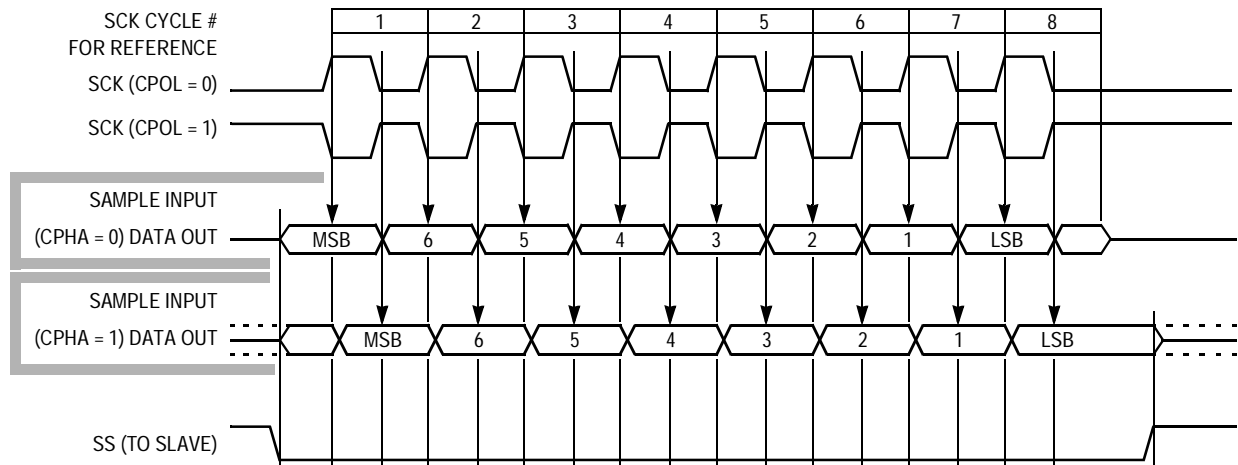 SCK CYCLE #
FOR REFERENCE
1 2 3 4 5 6 7 8
SCK (CPOL = 0)
SCK (CPOL = 1)
SAMPLE INPUT
(CPHA = 0) DATA OUT
MSB 6 5 4 3 2 1 LSB
SAMPLE INPUT
(CPHA = 1) DATA OUT
MSB 6 5 4 3 2 1 LSB
SS (TO SLAVE)